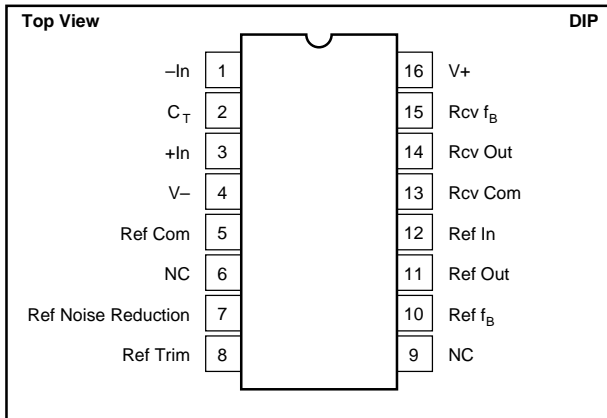 Top View DIP
–In 1 16 V+
C_T 2 15 Rcv f_B
+In 3 14 Rcv Out
V– 4 13 Rcv Com
Ref Com 5 12 Ref In
NC 6 11 Ref Out
Ref Noise Reduction 7 10 Ref f_B
Ref Trim 8 9 NC